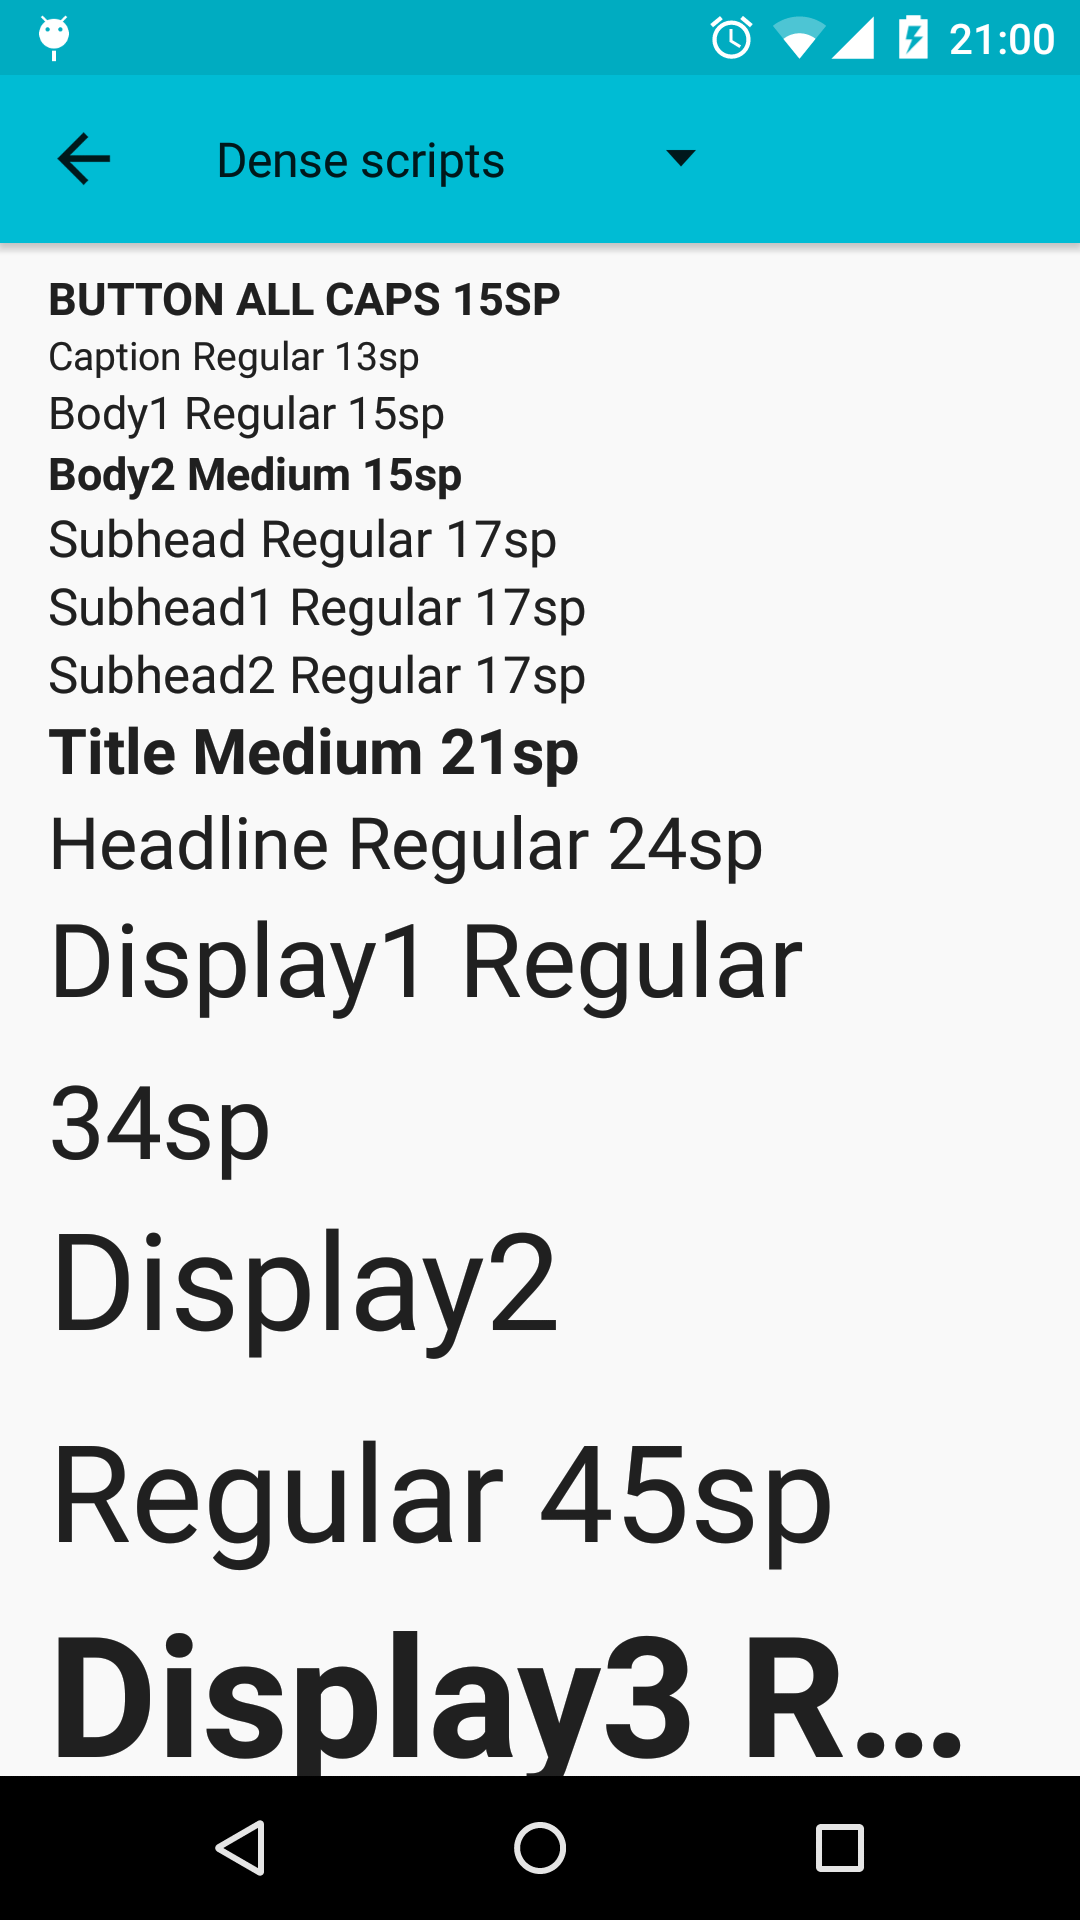 21:00
Dense scripts
BUTTON ALL CAPS 15SP
Caption Regular 13sp
Body1 Regular 15sp
Body2 Medium 15sp
Subhead Regular 17sp
Subhead1 Regular 17sp
Subhead2 Regular 17sp
Title Medium 21sp
Headline Regular 24sp
Display1 Regular
34sp
Display2
Regular 45sp
Display3 R...